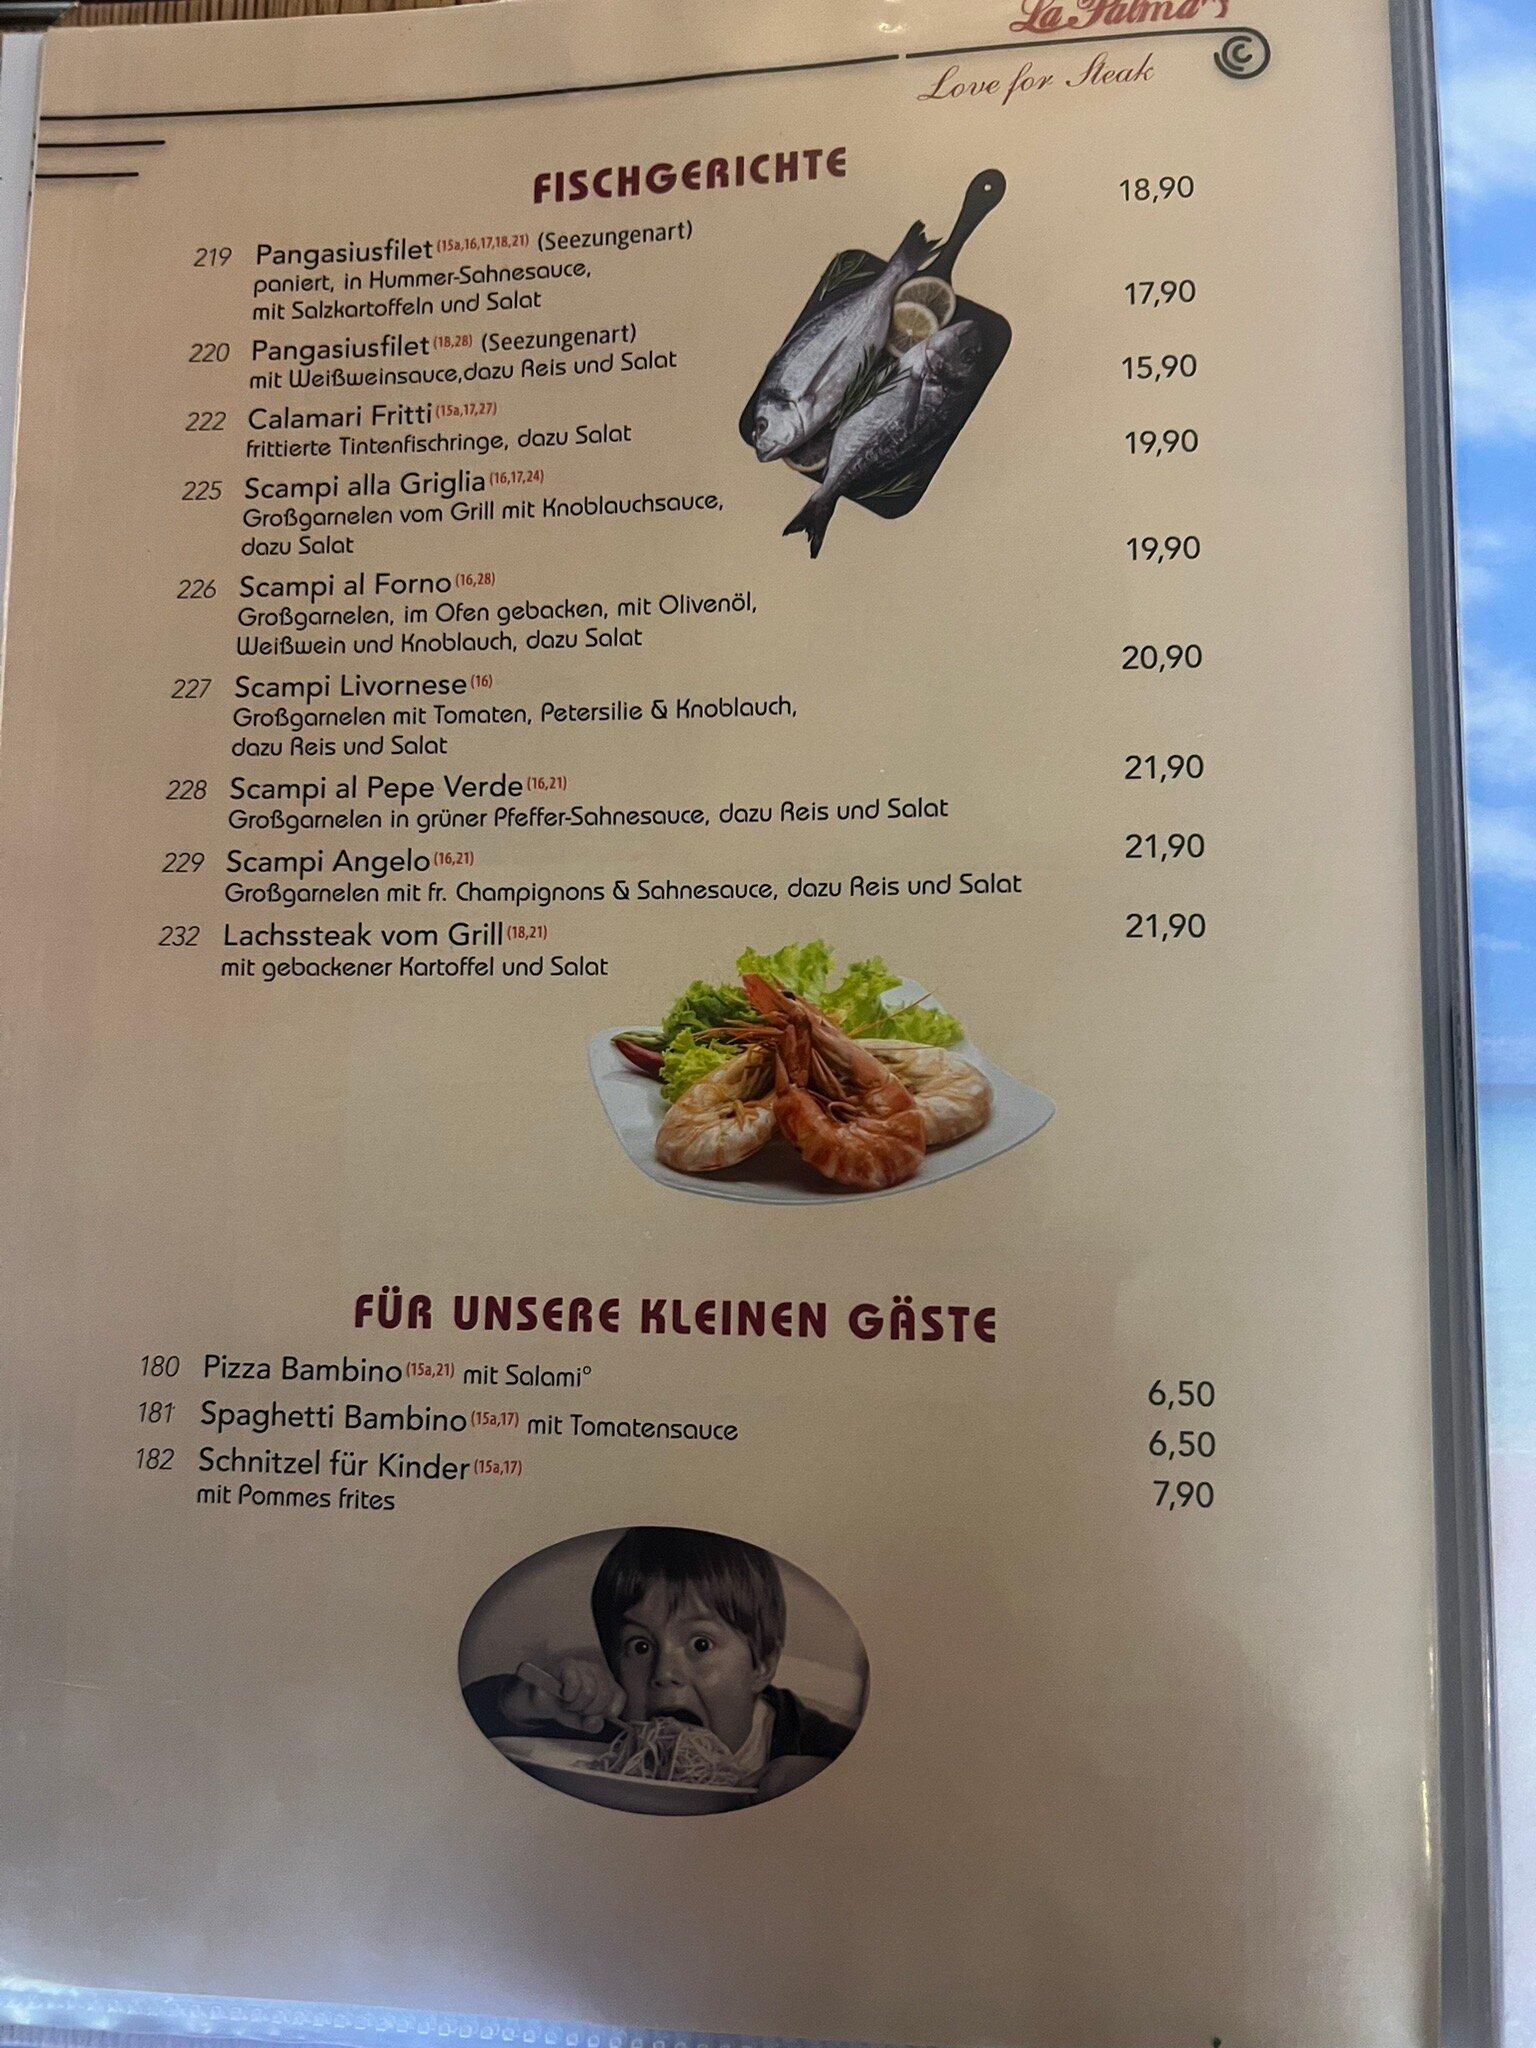 La Palma
Love for Steak
FISCHGERICHTE
219 Pangasiusfilet (15a,16,17,18,21) (Seezungenart) 18,90
paniert, in Hummer-Sahnesauce,
mit Salzkartoffeln und Salat
220 Pangasiusfilet (18,28) (Seezungenart) 17,90
mit Weißweinsauce,dazu Reis und Salat
222 Calamari Fritti (15a,17,27) 15,90
frittierte Tintenfischringe, dazu Salat
225 Scampi alla Griglia (16,17,24) 19,90
Großgarnelen vom Grill mit Knoblauchsauce,
dazu Salat
226 Scampi al Forno (16,28) 19,90
Großgarnelen, im Ofen gebacken, mit Olivenöl,
Weißwein und Knoblauch, dazu Salat
227 Scampi Livornese (16) 20,90
Großgarnelen mit Tomaten, Petersilie & Knoblauch,
dazu Reis und Salat
228 Scampi al Pepe Verde (16,21) 21,90
Großgarnelen in grüner Pfeffer-Sahnesauce, dazu Reis und Salat
229 Scampi Angelo (16,21) 21,90
Großgarnelen mit fr. Champignons & Sahnesauce, dazu Reis und Salat
232 Lachssteak vom Grill (18,21) 21,90
mit gebackener Kartoffel und Salat
FÜR UNSERE KLEINEN GÄSTE
180 Pizza Bambino (15a,21) mit Salami° 6,50
181 Spaghetti Bambino (15a,17) mit Tomatensauce 6,50
182 Schnitzel für Kinder (15a,17) 7,90
mit Pommes frites